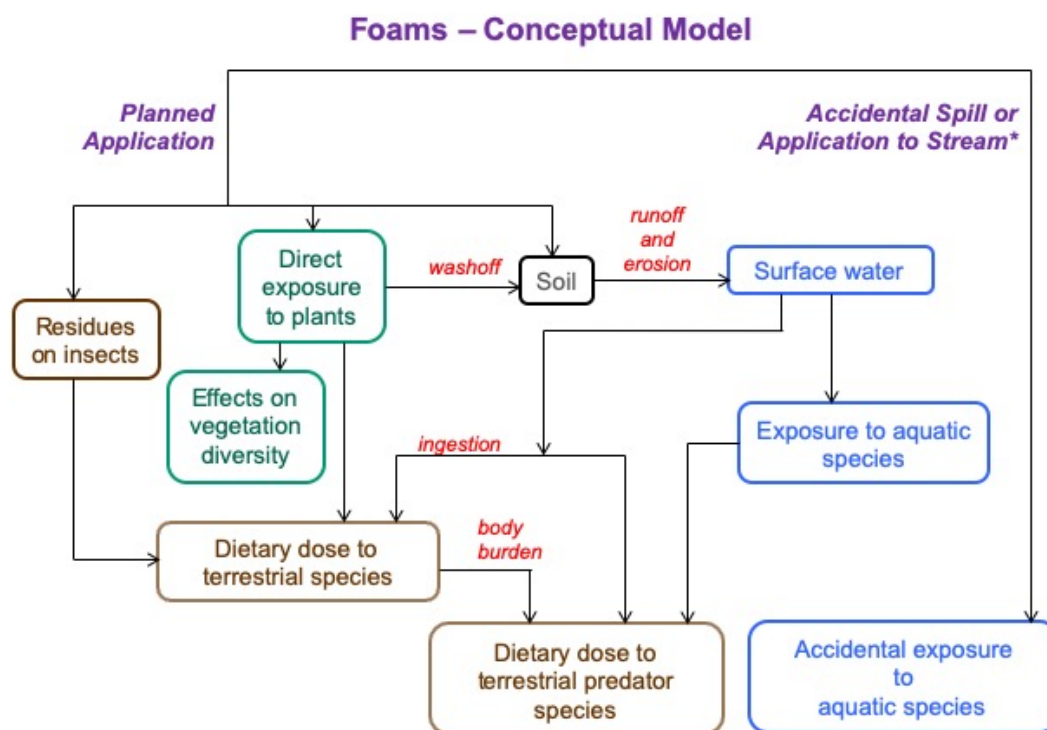 Foams – Conceptual Model
Planned
Application
Accidental Spill or
Application to Stream*
Direct
exposure
to plants
washoff
Soil
runoff
and
erosion
Surface water
Residues
on insects
Effects on
vegetation
diversity
ingestion
Exposure to aquatic
species
Dietary dose to
terrestrial species
body
burden
Dietary dose to
terrestrial predator
species
Accidental exposure
to
aquatic species